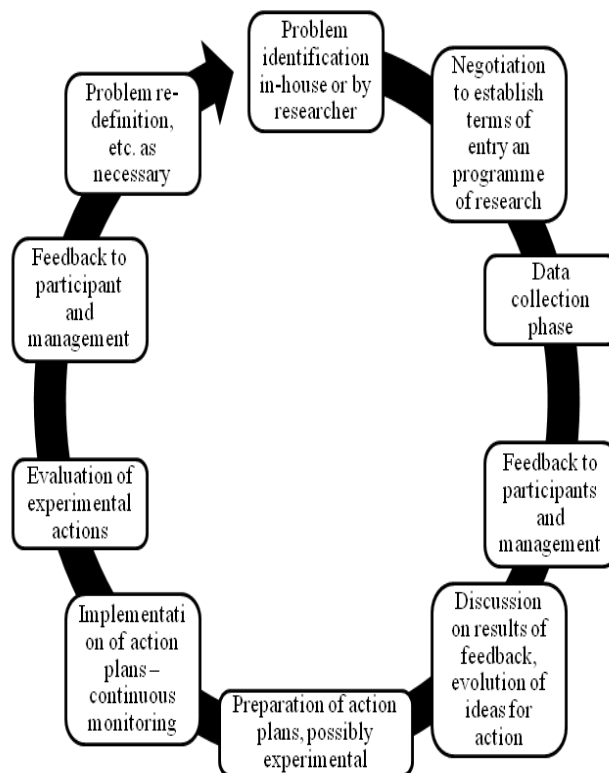 Problem
identification
in-house or by
researcher
Negotiation
to establish
terms of
entry an
programme
of research
Data
collection
phase
Feedback to
participants
and
management
Discussion
on results of
feedback,
evolution of
ideas for
action
Preparation of action
plans, possibly
experimental
Implementati
on of action
plans –
continuous
monitoring
Evaluation of
experimental
actions
Feedback to
participant
and
management
Problem re-
definition,
etc. as
necessary